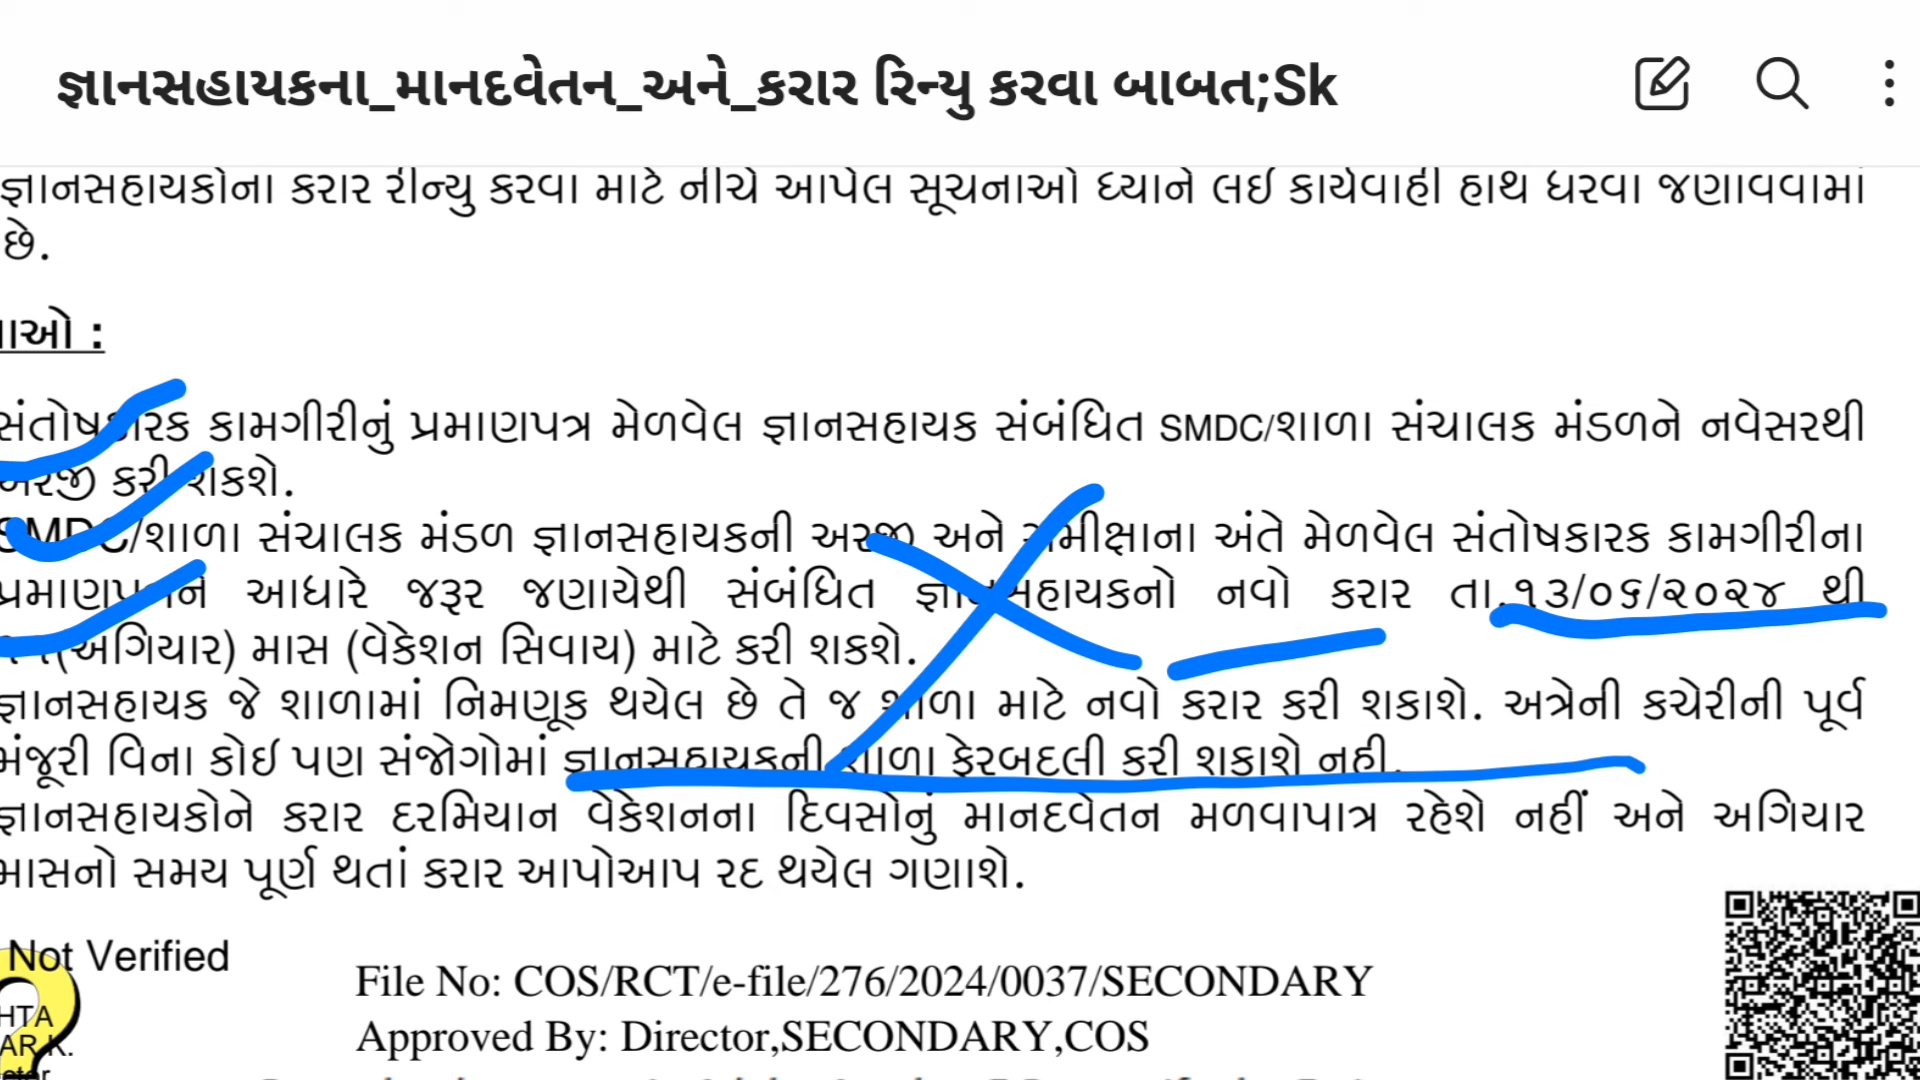 જ્ઞાનસહાયકના_માનદવેતન_અને_કરાર રિન્યુ કરવા બાબત;Sk
જ્ઞાનસહાયકોના કરાર રીન્યુ કરવા માટે નીચે આપેલ સૂચનાઓ ધ્યાને લઈ કાર્યવાહી હાથ ધરવા જણાવવામાં
છે.
સંતોષકારક કામગીરીનું પ્રમાણપત્ર મેળવેલ જ્ઞાનસહાયક સંબંધિત SMDC/શાળા સંચાલક મંડળને નવેસરથી
અરજી કરી શકશે.
SMDC/શાળા સંચાલક મંડળ જ્ઞાનસહાયકની અરજી અને સમીક્ષાના અંતે મેળવેલ સંતોષકારક કામગીરીના
પ્રમાણપત્રને આધારે જરૂર જણાયેથી સંબંધિત જ્ઞાનસહાયકનો નવો કરાર તા.૧૩/૦૬/૨૦૨૪ થી
(અગિયાર) માસ (વેકેશન સિવાય) માટે કરી શકશે.
જ્ઞાનસહાયક જે શાળામાં નિમણૂક થયેલ છે તે જ શાળા માટે નવો કરાર કરી શકાશે. અત્રેની કચેરીની પૂર્વ
મંજૂરી વિના કોઈ પણ સંજોગોમાં જ્ઞાનસહાયકની શાળા ફેરબદલી કરી શકાશે નહી.
જ્ઞાનસહાયકોને કરાર દરમિયાન વેકેશનના દિવસોનું માનદવેતન મળવાપાત્ર રહેશે નહીં અને અગિયાર
માસનો સમય પૂર્ણ થતાં કરાર આપોઆપ રદ થયેલ ગણાશે.
Not Verified
File No: COS/RCT/e-file/276/2024/0037/SECONDARY
Approved By: Director,SECONDARY,COS